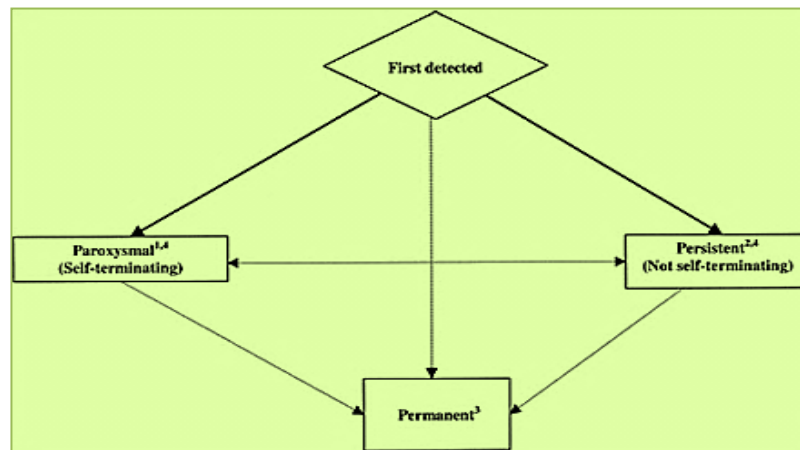 First detected
Paroxysmal1,4
(Self-terminating)
Persistent2,4
(Not self-terminating)
Permanent3